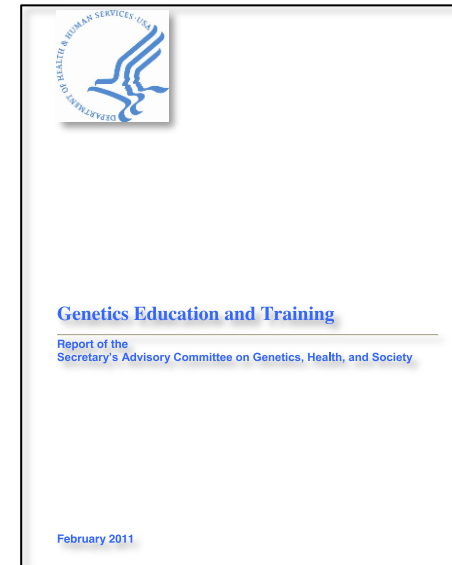 DEPARTMENT OF HEALTH & HUMAN SERVICES·USA
Genetics Education and Training
Report of the
Secretary's Advisory Committee on Genetics, Health, and Society
February 2011